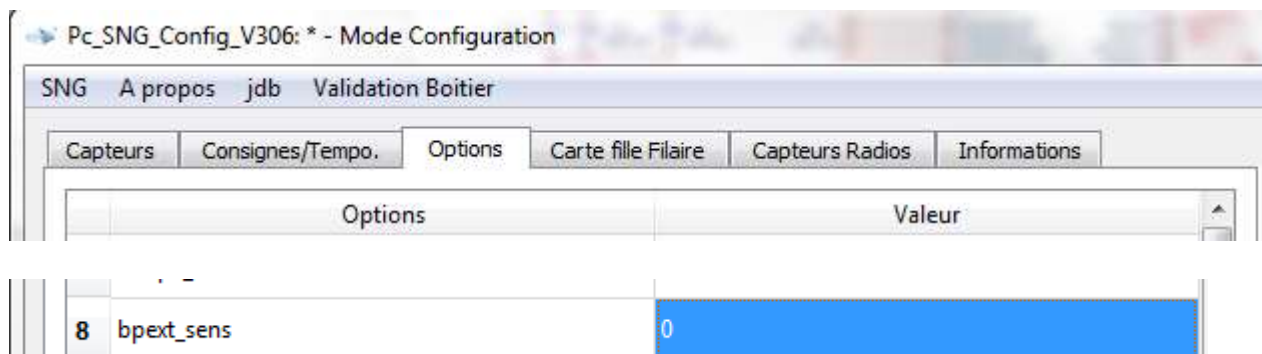 Pc_SNG_Config_V306: * - Mode Configuration
SNG A propos jdb Validation Boitier
Capteurs Consignes/Tempo. Options Carte fille Filaire Capteurs Radios Informations
Options Valeur
8 bpext_sens 0